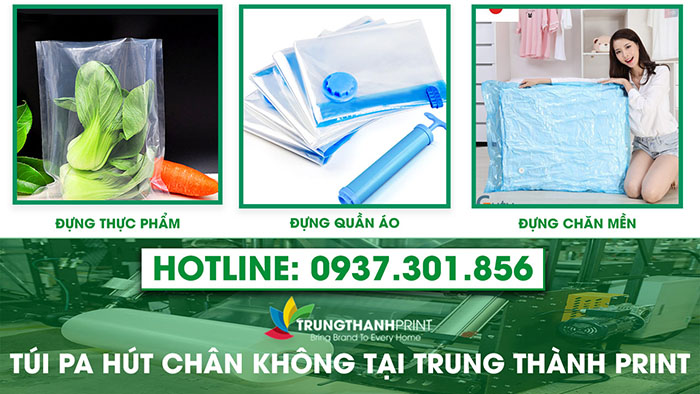 ĐỰNG THỰC PHẨM
ĐỰNG QUẦN ÁO
ĐỰNG CHĂN MỀN
HOTLINE: 0937.301.856
TRUNGTHANHPRINT
Bring Brand To Every Home
TÚI PA HÚT CHÂN KHÔNG TẠI TRUNG THÀNH PRINT